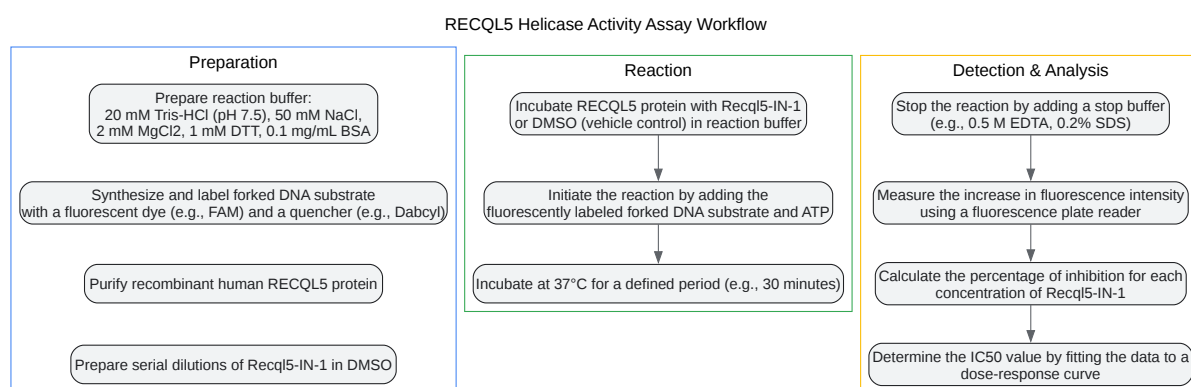 RECQL5 Helicase Activity Assay Workflow
Preparation
Prepare reaction buffer:
20 mM Tris-HCl (pH 7.5), 50 mM NaCl,
2 mM MgCl2, 1 mM DTT, 0.1 mg/mL BSA
Synthesize and label forked DNA substrate
with a fluorescent dye (e.g., FAM) and a quencher (e.g., Dabcyl)
Purify recombinant human RECQL5 protein
Prepare serial dilutions of Recql5-IN-1 in DMSO
Reaction
Incubate RECQL5 protein with Recql5-IN-1
or DMSO (vehicle control) in reaction buffer
Initiate the reaction by adding the
fluorescently labeled forked DNA substrate and ATP
Incubate at 37°C for a defined period (e.g., 30 minutes)
Detection & Analysis
Stop the reaction by adding a stop buffer
(e.g., 0.5 M EDTA, 0.2% SDS)
Measure the increase in fluorescence intensity
using a fluorescence plate reader
Calculate the percentage of inhibition for each
concentration of Recql5-IN-1
Determine the IC50 value by fitting the data to a
dose-response curve